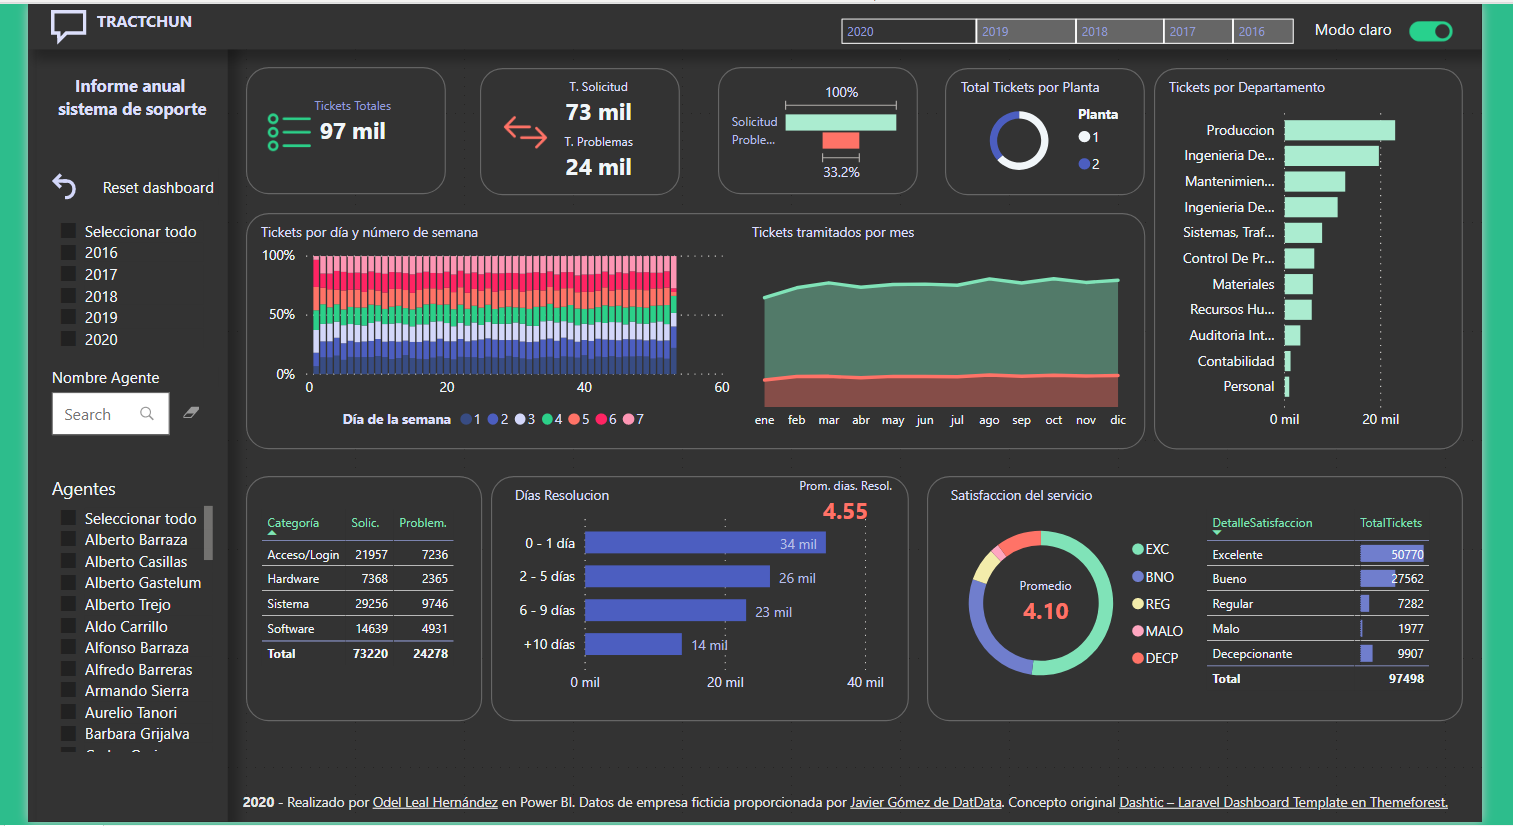 TRACTCHUN
2020 2019 2018 2017 2016
Modo claro
Informe anual
sistema de soporte
Reset dashboard
Seleccionar todo
2016
2017
2018
2019
2020
Nombre Agente
Search
Agentes
Seleccionar todo
Alberto Barraza
Alberto Casillas
Alberto Gastelum
Alberto Trejo
Aldo Carrillo
Alfonso Barraza
Alfredo Barreras
Armando Sierra
Aurelio Tanori
Barbara Grijalva
Tickets Totales
97 mil
T. Solicitud
73 mil
T. Problemas
24 mil
100%
Solicitud
Proble...
33.2%
Total Tickets por Planta
Planta
1
2
Tickets por Departamento
Produccion
Ingenieria De...
Mantenimien...
Ingenieria De...
Sistemas, Traf...
Control De Pr...
Materiales
Recursos Hu...
Auditoria Int...
Contabilidad
Personal
0 mil 20 mil
Tickets por día y número de semana
100%
50%
0%
0 20 40 60
Día de la semana 1 2 3 4 5 6 7
Tickets tramitados por mes
ene feb mar abr may jun jul ago sep oct nov dic
Categoría Solic. Problem.
Acceso/Login 21957 7236
Hardware 7368 2365
Sistema 29256 9746
Software 14639 4931
Total 73220 24278
Días Resolucion
Prom. dias. Resol.
4.55
0 - 1 día 34 mil
2 - 5 días 26 mil
6 - 9 días 23 mil
+10 días 14 mil
0 mil 20 mil 40 mil
Satisfaccion del servicio
Promedio
4.10
EXC
BNO
REG
MALO
DECP
DetalleSatisfaccion TotalTickets
Excelente 50770
Bueno 27562
Regular 7282
Malo 1977
Decepcionante 9907
Total 97498
2020 - Realizado por Odel Leal Hernández en Power BI. Datos de empresa ficticia proporcionada por Javier Gómez de DatData. Concepto original Dashtic – Laravel Dashboard Template en Themeforest.